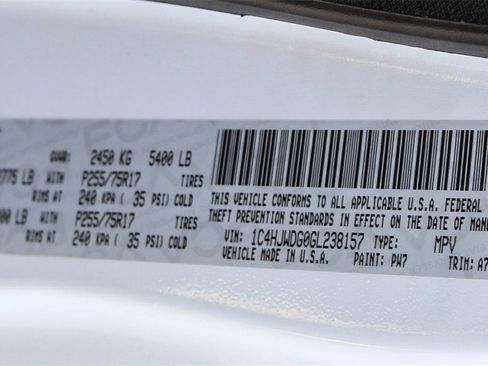 GVWR: 2450 KG 5400 LB
775 LB WITH P255/75R17 TIRES
RIMS AT 240 KPA ( 35 PSI) COLD
00 LB WITH P255/75R17 TIRES
RIMS AT 240 KPA ( 35 PSI) COLD
THIS VEHICLE CONFORMS TO ALL APPLICABLE U.S.A. FEDERAL
THEFT PREVENTION STANDARDS IN EFFECT ON THE DATE OF MANU
VIN: 1C4HJWDG0GL238157 TYPE: MPV
VEHICLE MADE IN U.S.A. PAINT: PW7 TRIM: A7